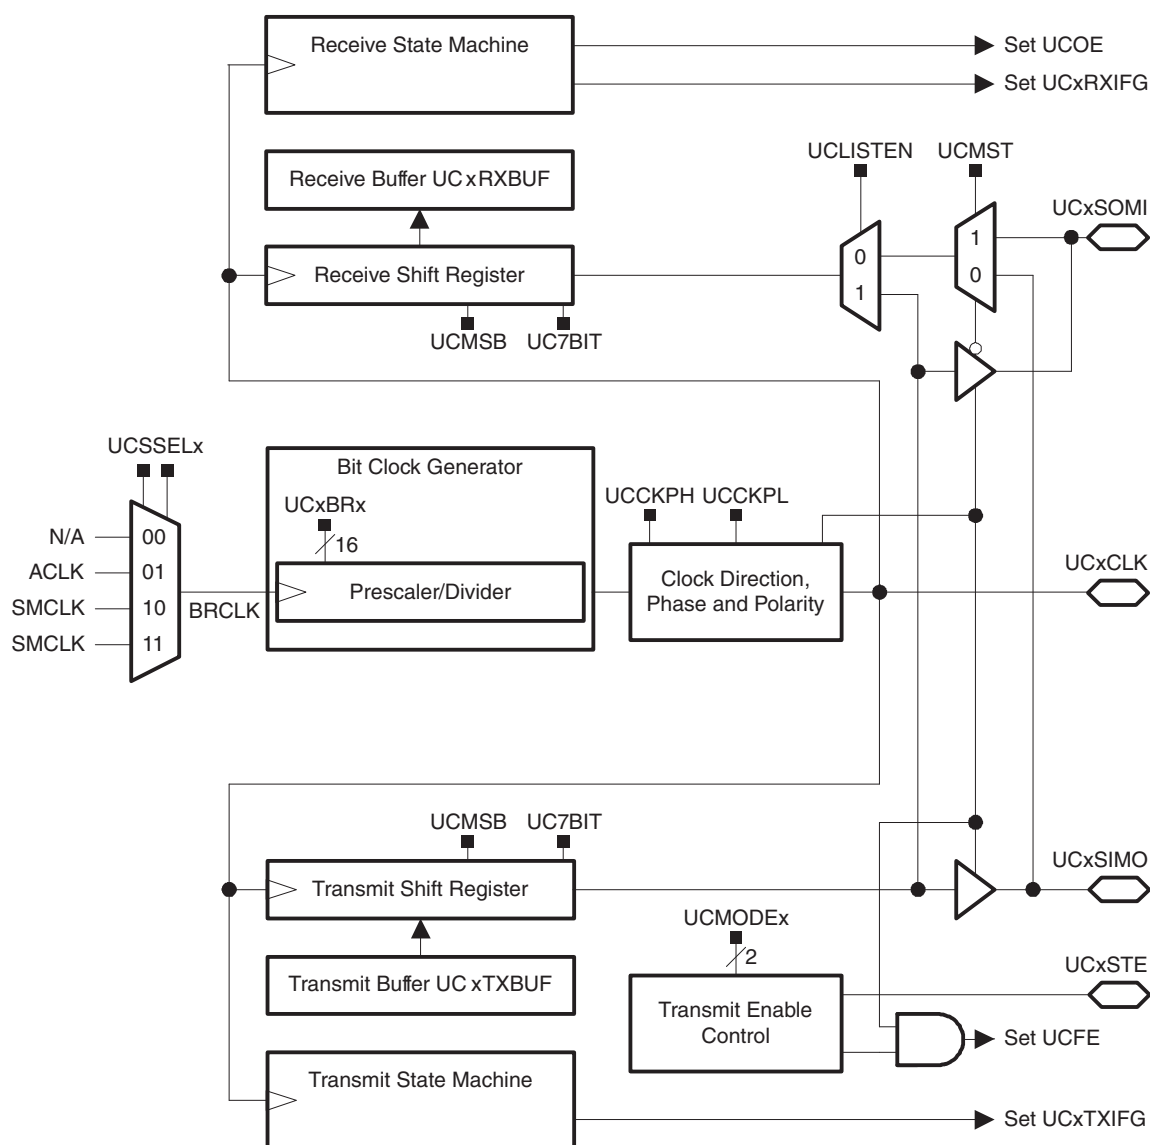 Receive State Machine
Set UCOE
Set UCxRXIFG
UCLISTEN
UCMST
Receive Buffer UCxRXBUF
UCxSOMI
1
0
0
1
Receive Shift Register
UCMSB
UC7BIT
UCSSELx
Bit Clock Generator
UCxBRx
16
UCCKPH
UCCKPL
N/A
00
ACLK
01
SMCLK
10
SMCLK
11
BRCLK
Prescaler/Divider
Clock Direction,
Phase and Polarity
UCxCLK
UCMSB
UC7BIT
Transmit Shift Register
UCxSIMO
UCMODEx
2
Transmit Buffer UCxTXBUF
UCxSTE
Transmit Enable
Control
Set UCFE
Transmit State Machine
Set UCxTXIFG